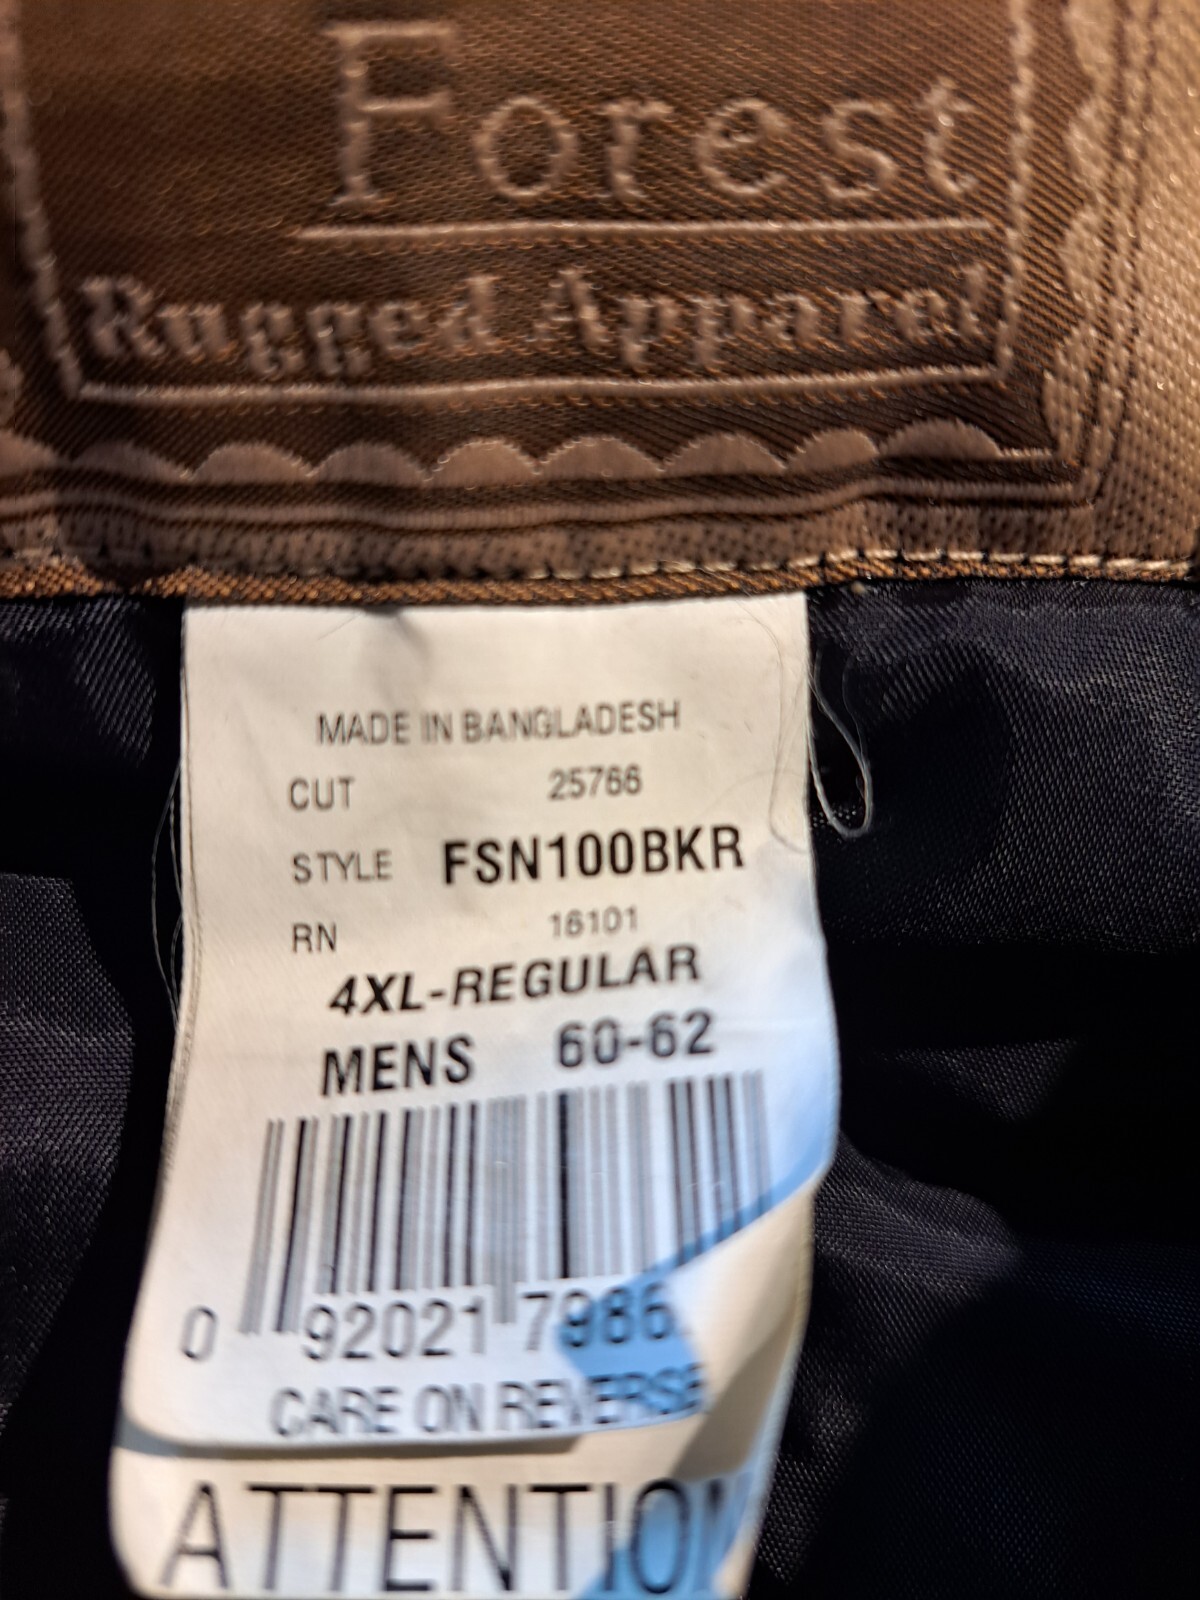 Forest
Rugged Apparel
MADE IN BANGLADESH
CUT 25766
STYLE FSN100BKR
RN 16101
4XL-REGULAR
MENS 60-62
0 92021 7986
CARE ON REVERSE
ATTENTION